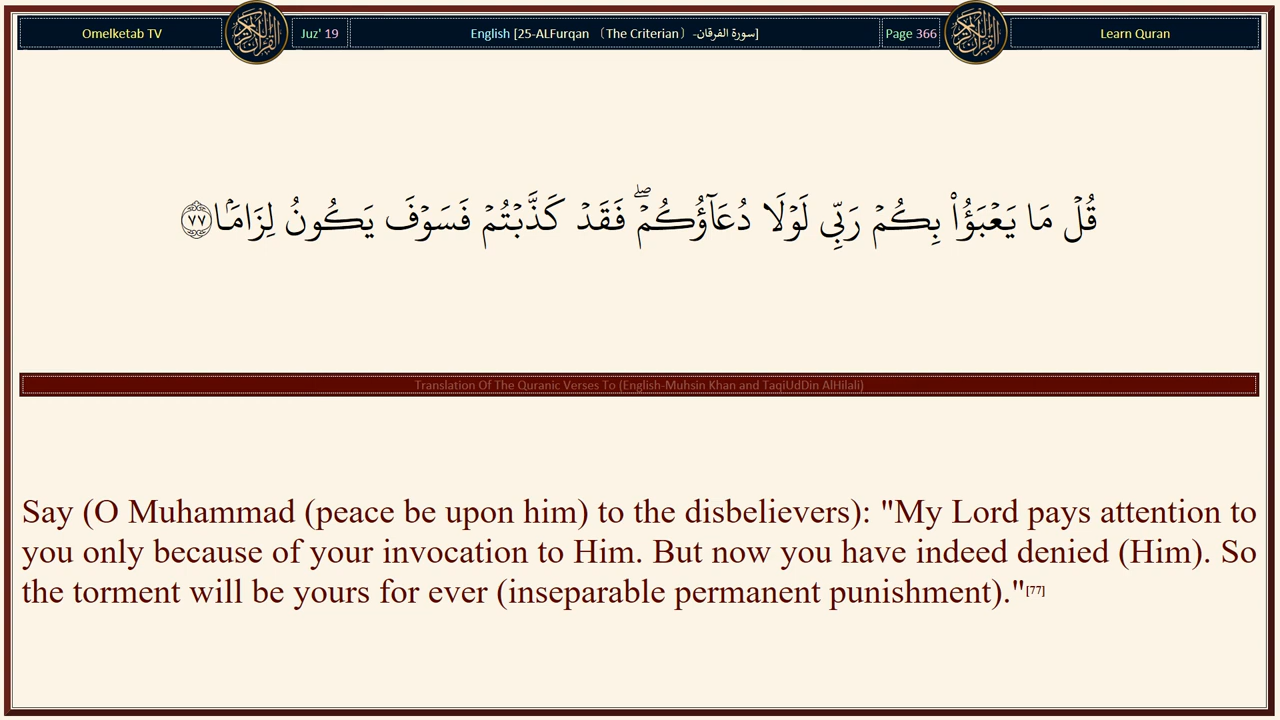 Omelketab TV
Juz' 19
English [25-ALFurqan （The Criterian） -سورة الفرقان]
Page 366
Learn Quran
قُلۡ مَا يَعۡبَؤُاْ بِكُمۡ رَبِّي لَوۡلَا دُعَآؤُكُمۡۖ فَقَدۡ كَذَّبۡتُمۡ فَسَوۡفَ يَكُونُ لِزَامَۢا ٧٧
Translation Of The Quranic Verses To (English-Muhsin Khan and TaqiUdDin AlHilali)
Say (O Muhammad (peace be upon him) to the disbelievers): "My Lord pays attention to
you only because of your invocation to Him. But now you have indeed denied (Him). So
the torment will be yours for ever (inseparable permanent punishment)."[77]